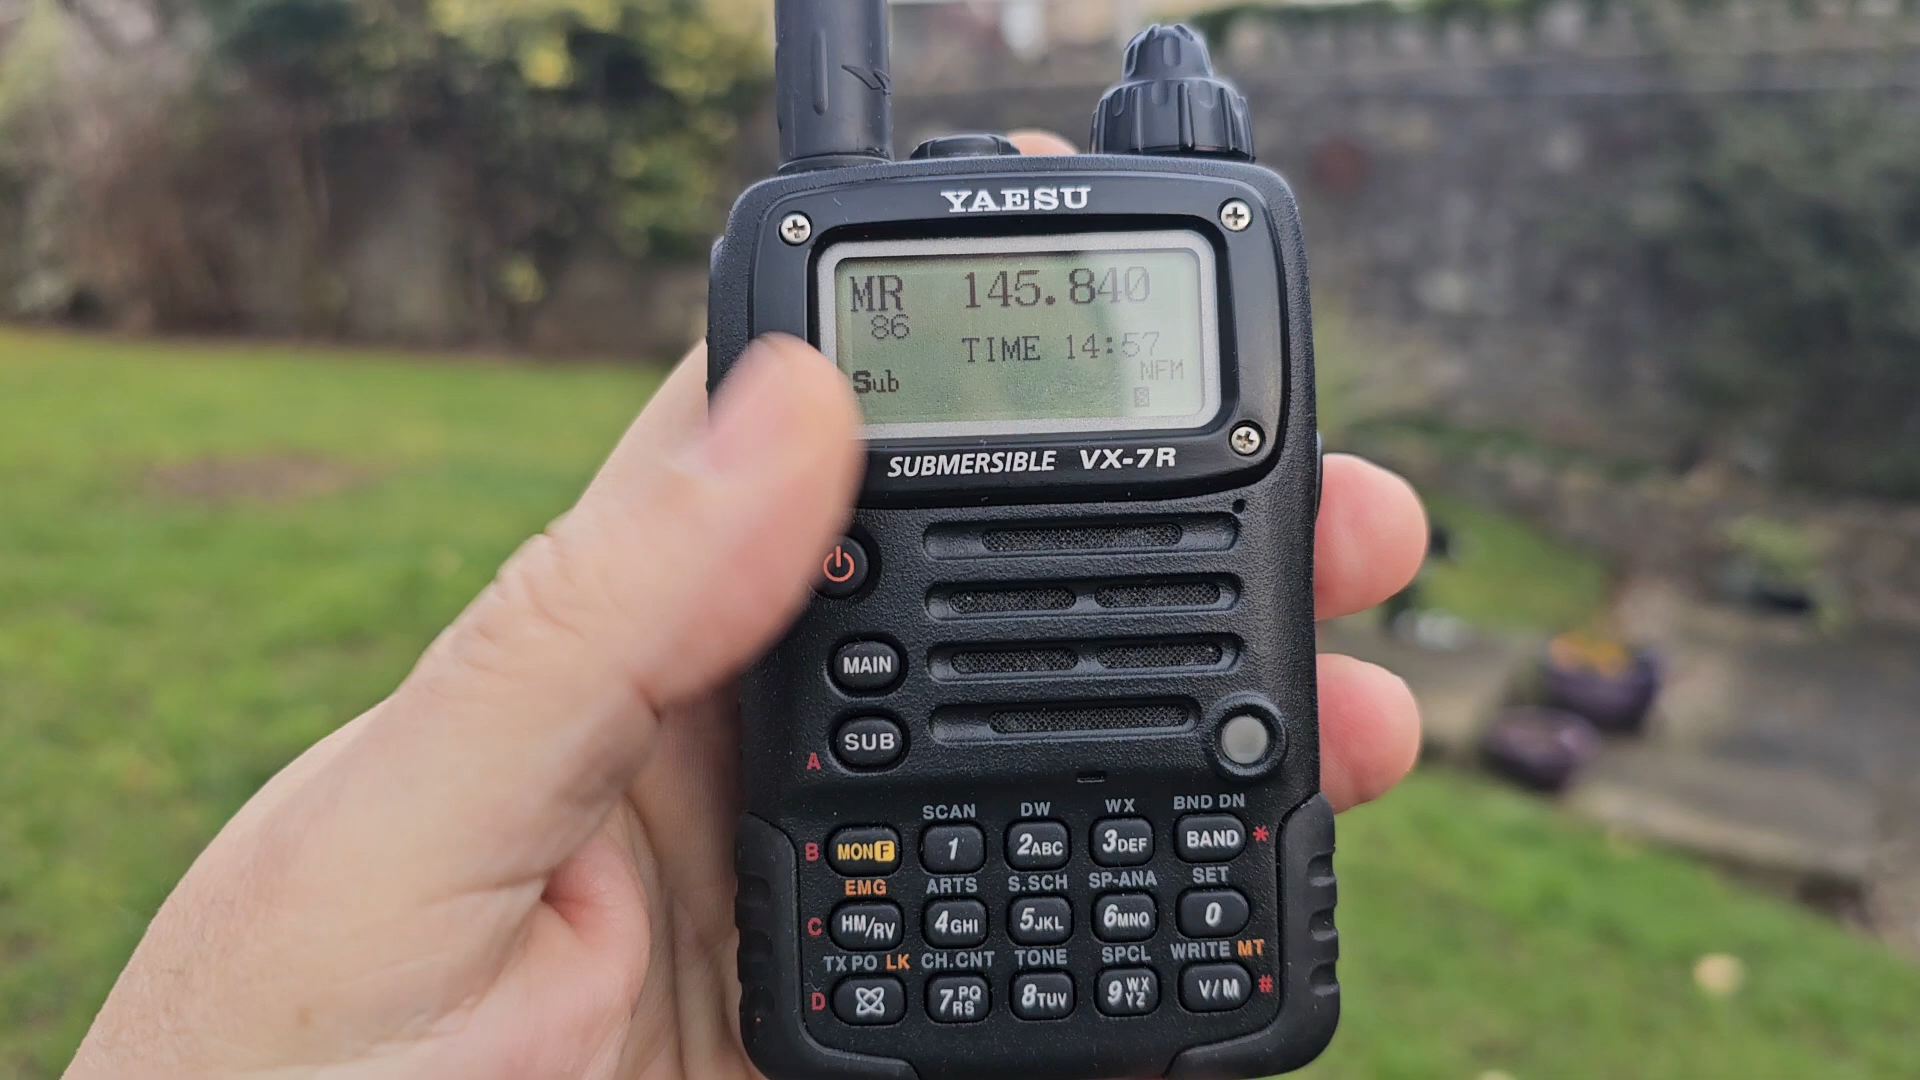 YAESU
MR 145.840
86
TIME 14:57
NFM
Sub
S
SUBMERSIBLE VX-7R
MAIN
SUB
A
SCAN DW WX BND DN
B MON F 1 2ABC 3DEF BAND *
EMG ARTS S.SCH SP-ANA SET
C HM/RV 4GHI 5JKL 6MNO 0
TX PO LK CH.CNT TONE SPCL WRITE MT
D 7PQRS 8TUV 9WXYZ V/M #